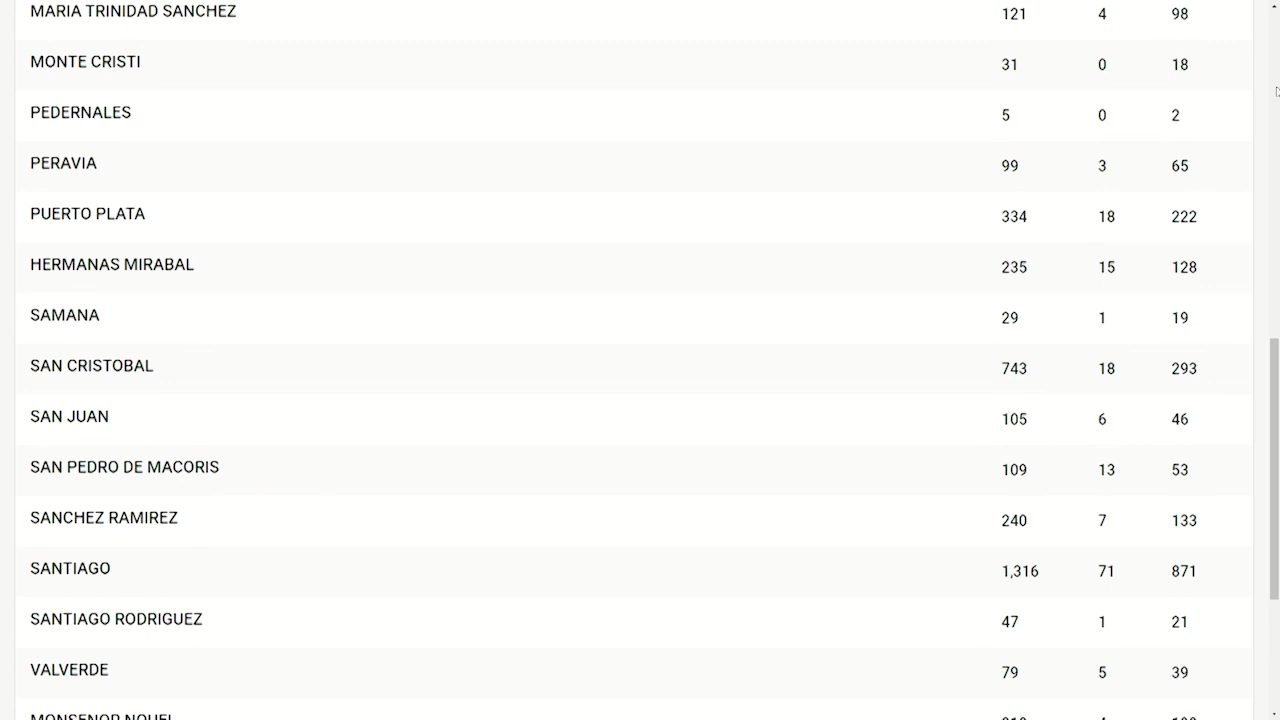 MARIA TRINIDAD SANCHEZ 121 4 98
MONTE CRISTI 31 0 18
PEDERNALES 5 0 2
PERAVIA 99 3 65
PUERTO PLATA 334 18 222
HERMANAS MIRABAL 235 15 128
SAMANA 29 1 19
SAN CRISTOBAL 743 18 293
SAN JUAN 105 6 46
SAN PEDRO DE MACORIS 109 13 53
SANCHEZ RAMIREZ 240 7 133
SANTIAGO 1,316 71 871
SANTIAGO RODRIGUEZ 47 1 21
VALVERDE 79 5 39
MONSENOR NOUEL